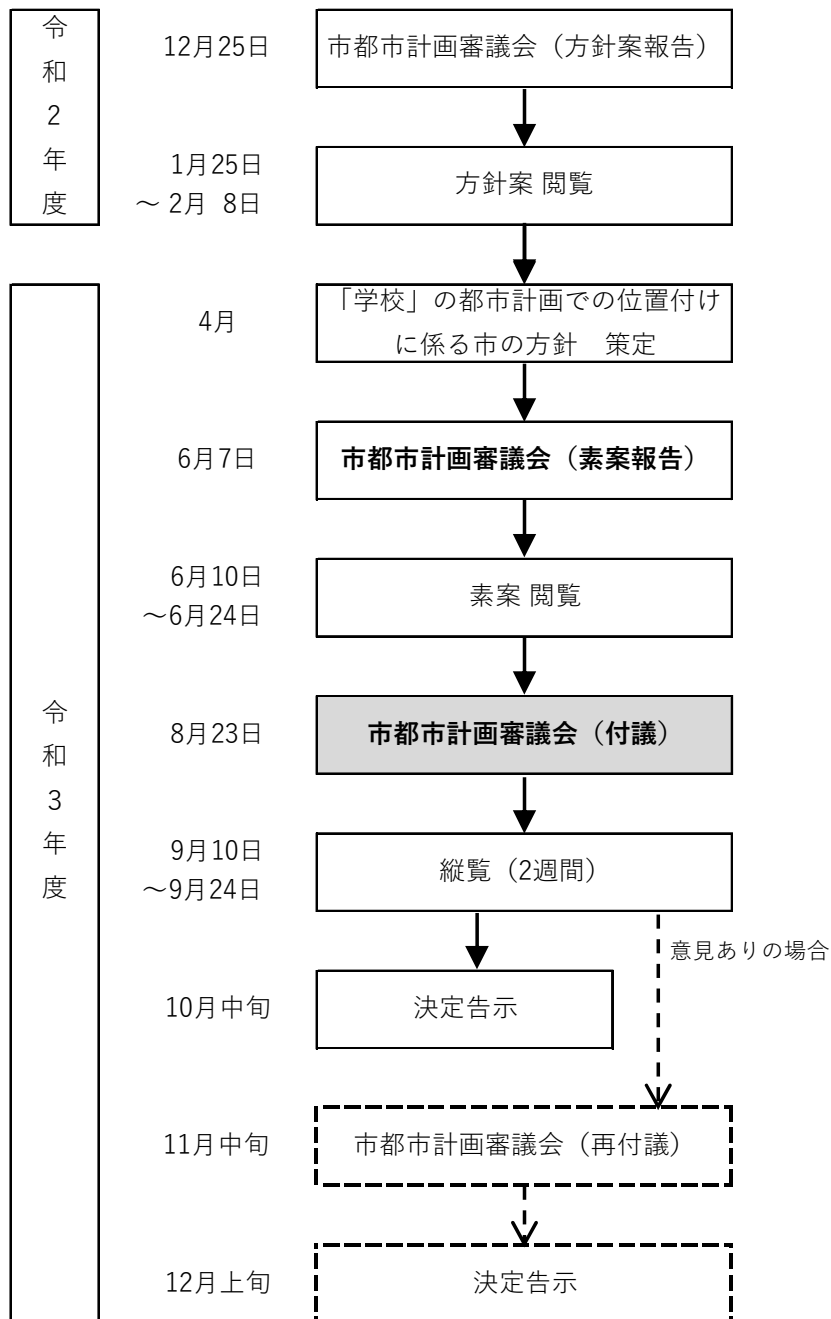 令和2年度
12月25日
市都市計画審議会（方針案報告）
1月25日
～ 2月 8日
方針案 閲覧
令和3年度
4月
「学校」の都市計画での位置付け
に係る市の方針　策定
6月7日
市都市計画審議会（素案報告）
6月10日
～6月24日
素案 閲覧
8月23日
市都市計画審議会（付議）
9月10日
～9月24日
縦覧（2週間）
意見ありの場合
10月中旬
決定告示
11月中旬
市都市計画審議会（再付議）
12月上旬
決定告示